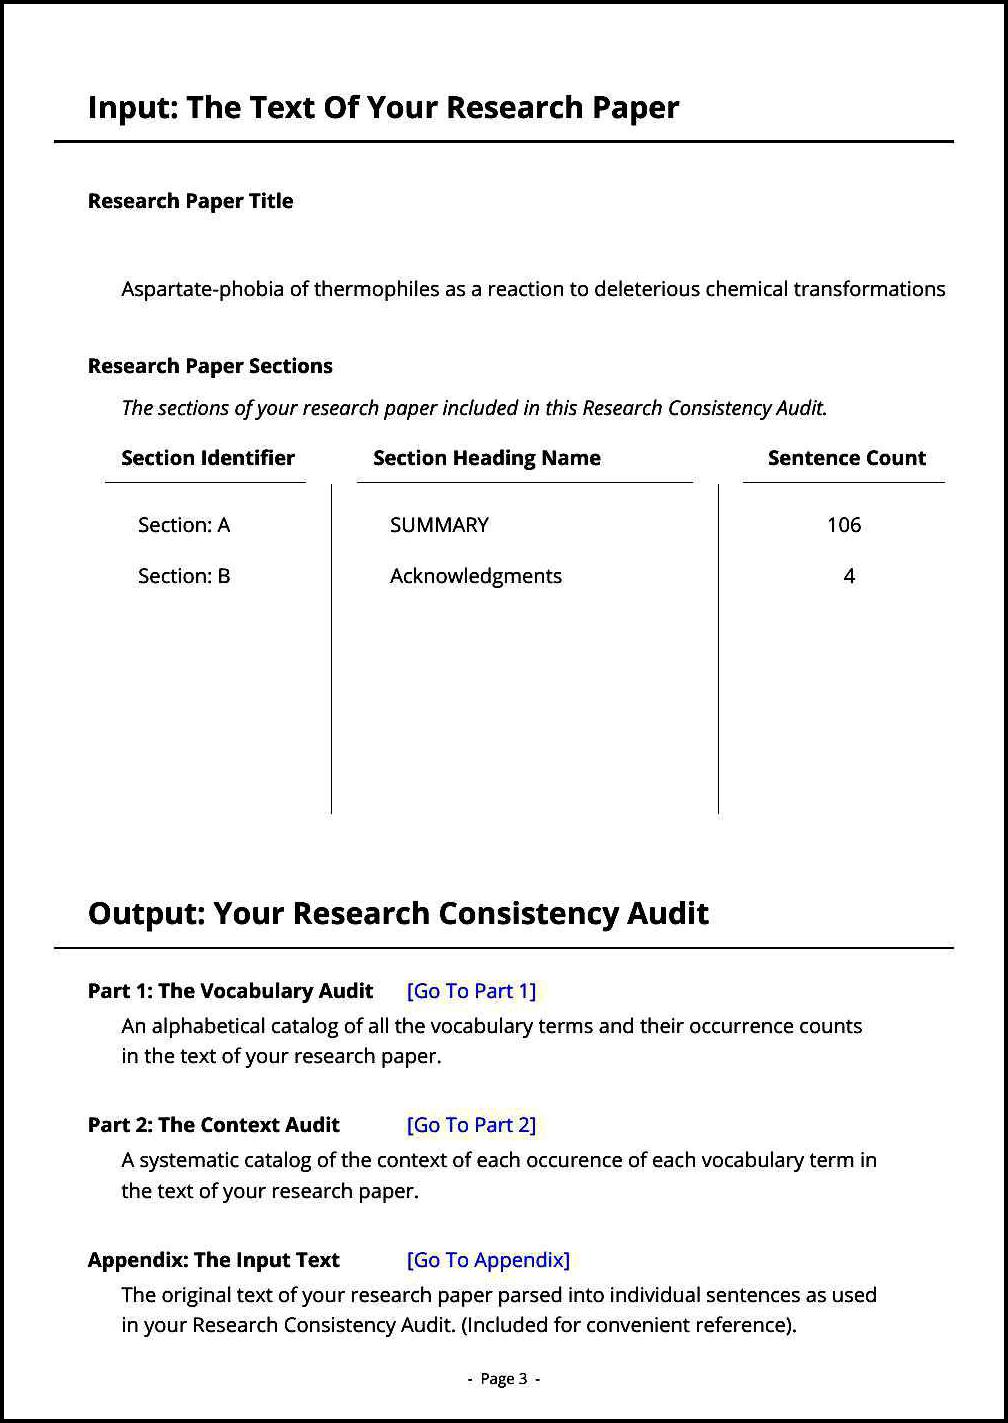 Input: The Text Of Your Research Paper
Research Paper Title
Aspartate-phobia of thermophiles as a reaction to deleterious chemical transformations
Research Paper Sections
The sections of your research paper included in this Research Consistency Audit.
Section Identifier Section Heading Name Sentence Count
Section: A SUMMARY 106
Section: B Acknowledgments 4
Output: Your Research Consistency Audit
Part 1: The Vocabulary Audit [Go To Part 1]
An alphabetical catalog of all the vocabulary terms and their occurrence counts
in the text of your research paper.
Part 2: The Context Audit [Go To Part 2]
A systematic catalog of the context of each occurence of each vocabulary term in
the text of your research paper.
Appendix: The Input Text [Go To Appendix]
The original text of your research paper parsed into individual sentences as used
in your Research Consistency Audit. (Included for convenient reference).
- Page 3 -